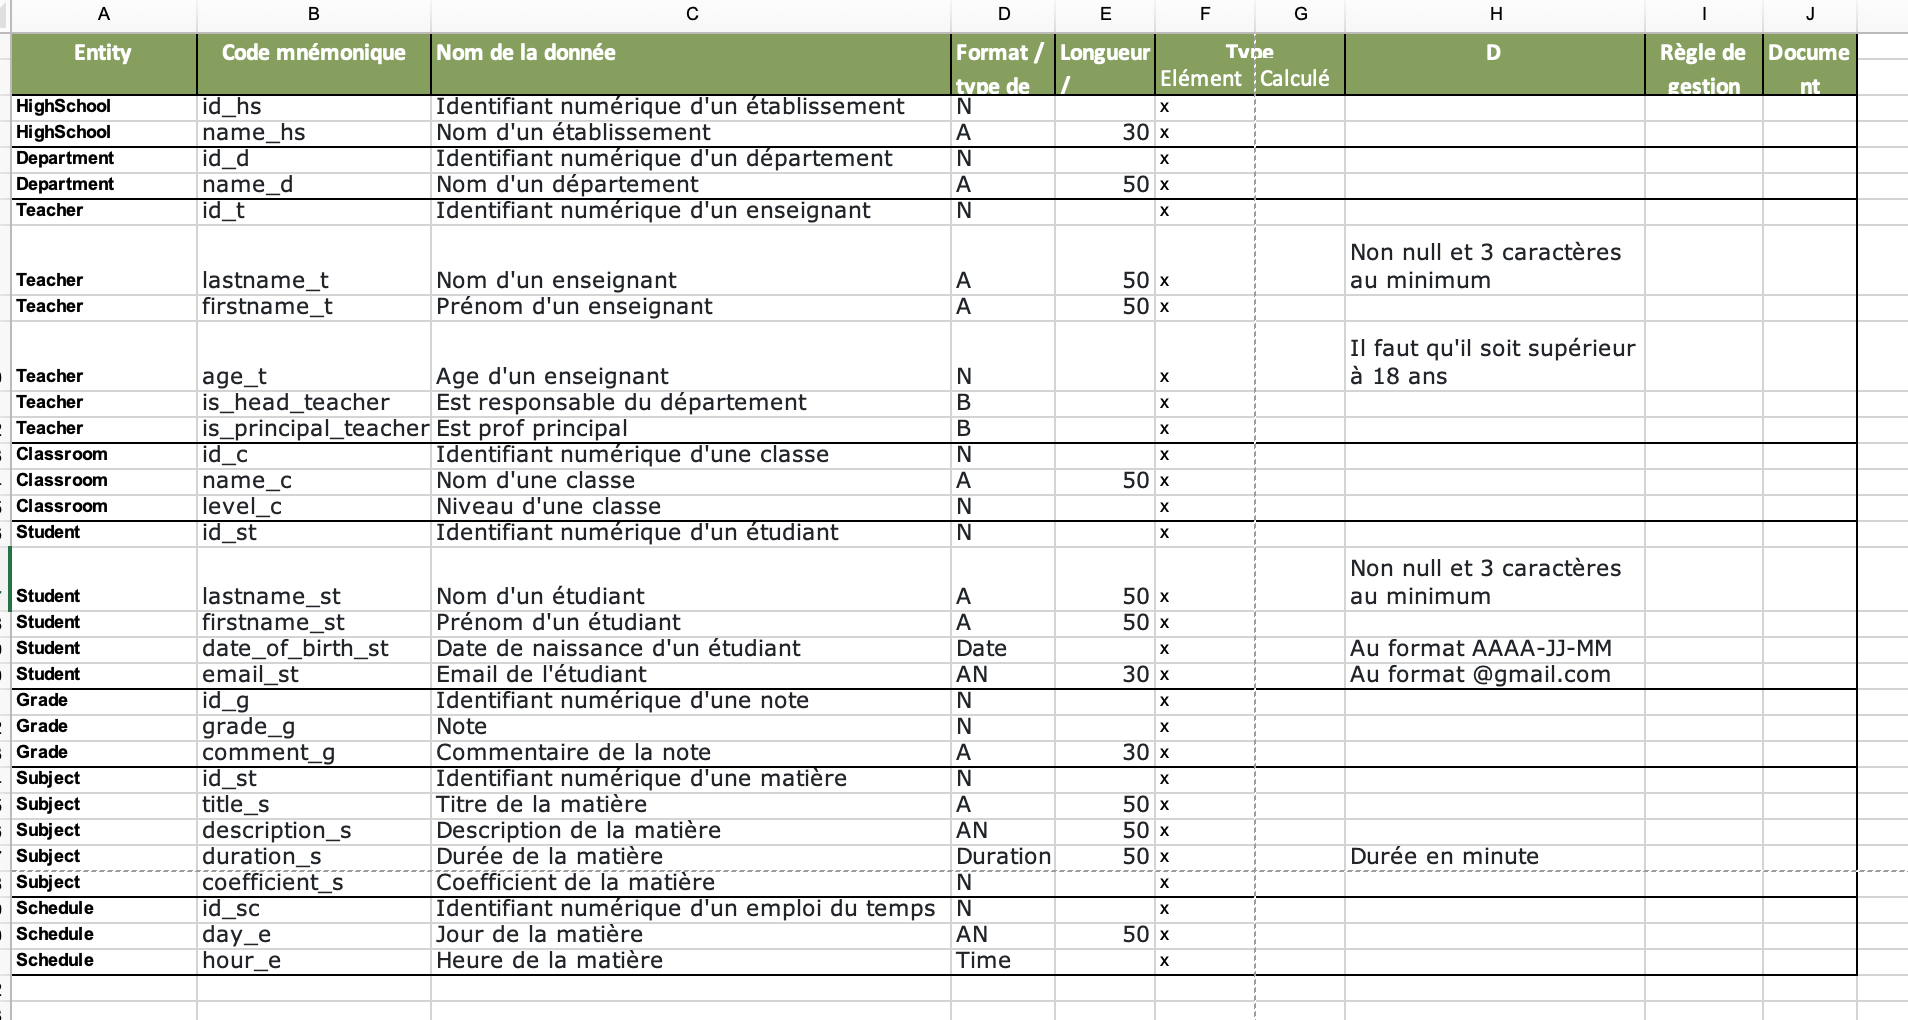 A B C D E F G H I J
Entity Code mnémonique Nom de la donnée Format / Longueur Type D Règle de Docume
type de / Elément Calculé gestion nt
HighSchool id_hs Identifiant numérique d'un établissement N x
HighSchool name_hs Nom d'un établissement A 30 x
Department id_d Identifiant numérique d'un département N x
Department name_d Nom d'un département A 50 x
Teacher id_t Identifiant numérique d'un enseignant N x
Non null et 3 caractères
Teacher lastname_t Nom d'un enseignant A 50 x au minimum
Teacher firstname_t Prénom d'un enseignant A 50 x
Il faut qu'il soit supérieur
Teacher age_t Age d'un enseignant N x à 18 ans
Teacher is_head_teacher Est responsable du département B x
Teacher is_principal_teacher Est prof principal B x
Classroom id_c Identifiant numérique d'une classe N x
Classroom name_c Nom d'une classe A 50 x
Classroom level_c Niveau d'une classe N x
Student id_st Identifiant numérique d'un étudiant N x
Non null et 3 caractères
Student lastname_st Nom d'un étudiant A 50 x au minimum
Student firstname_st Prénom d'un étudiant A 50 x
Student date_of_birth_st Date de naissance d'un étudiant Date x Au format AAAA-JJ-MM
Student email_st Email de l'étudiant AN 30 x Au format @gmail.com
Grade id_g Identifiant numérique d'une note N x
Grade grade_g Note N x
Grade comment_g Commentaire de la note A 30 x
Subject id_st Identifiant numérique d'une matière N x
Subject title_s Titre de la matière A 50 x
Subject description_s Description de la matière AN 50 x
Subject duration_s Durée de la matière Duration 50 x Durée en minute
Subject coefficient_s Coefficient de la matière N x
Schedule id_sc Identifiant numérique d'un emploi du temps N x
Schedule day_e Jour de la matière AN 50 x
Schedule hour_e Heure de la matière Time x